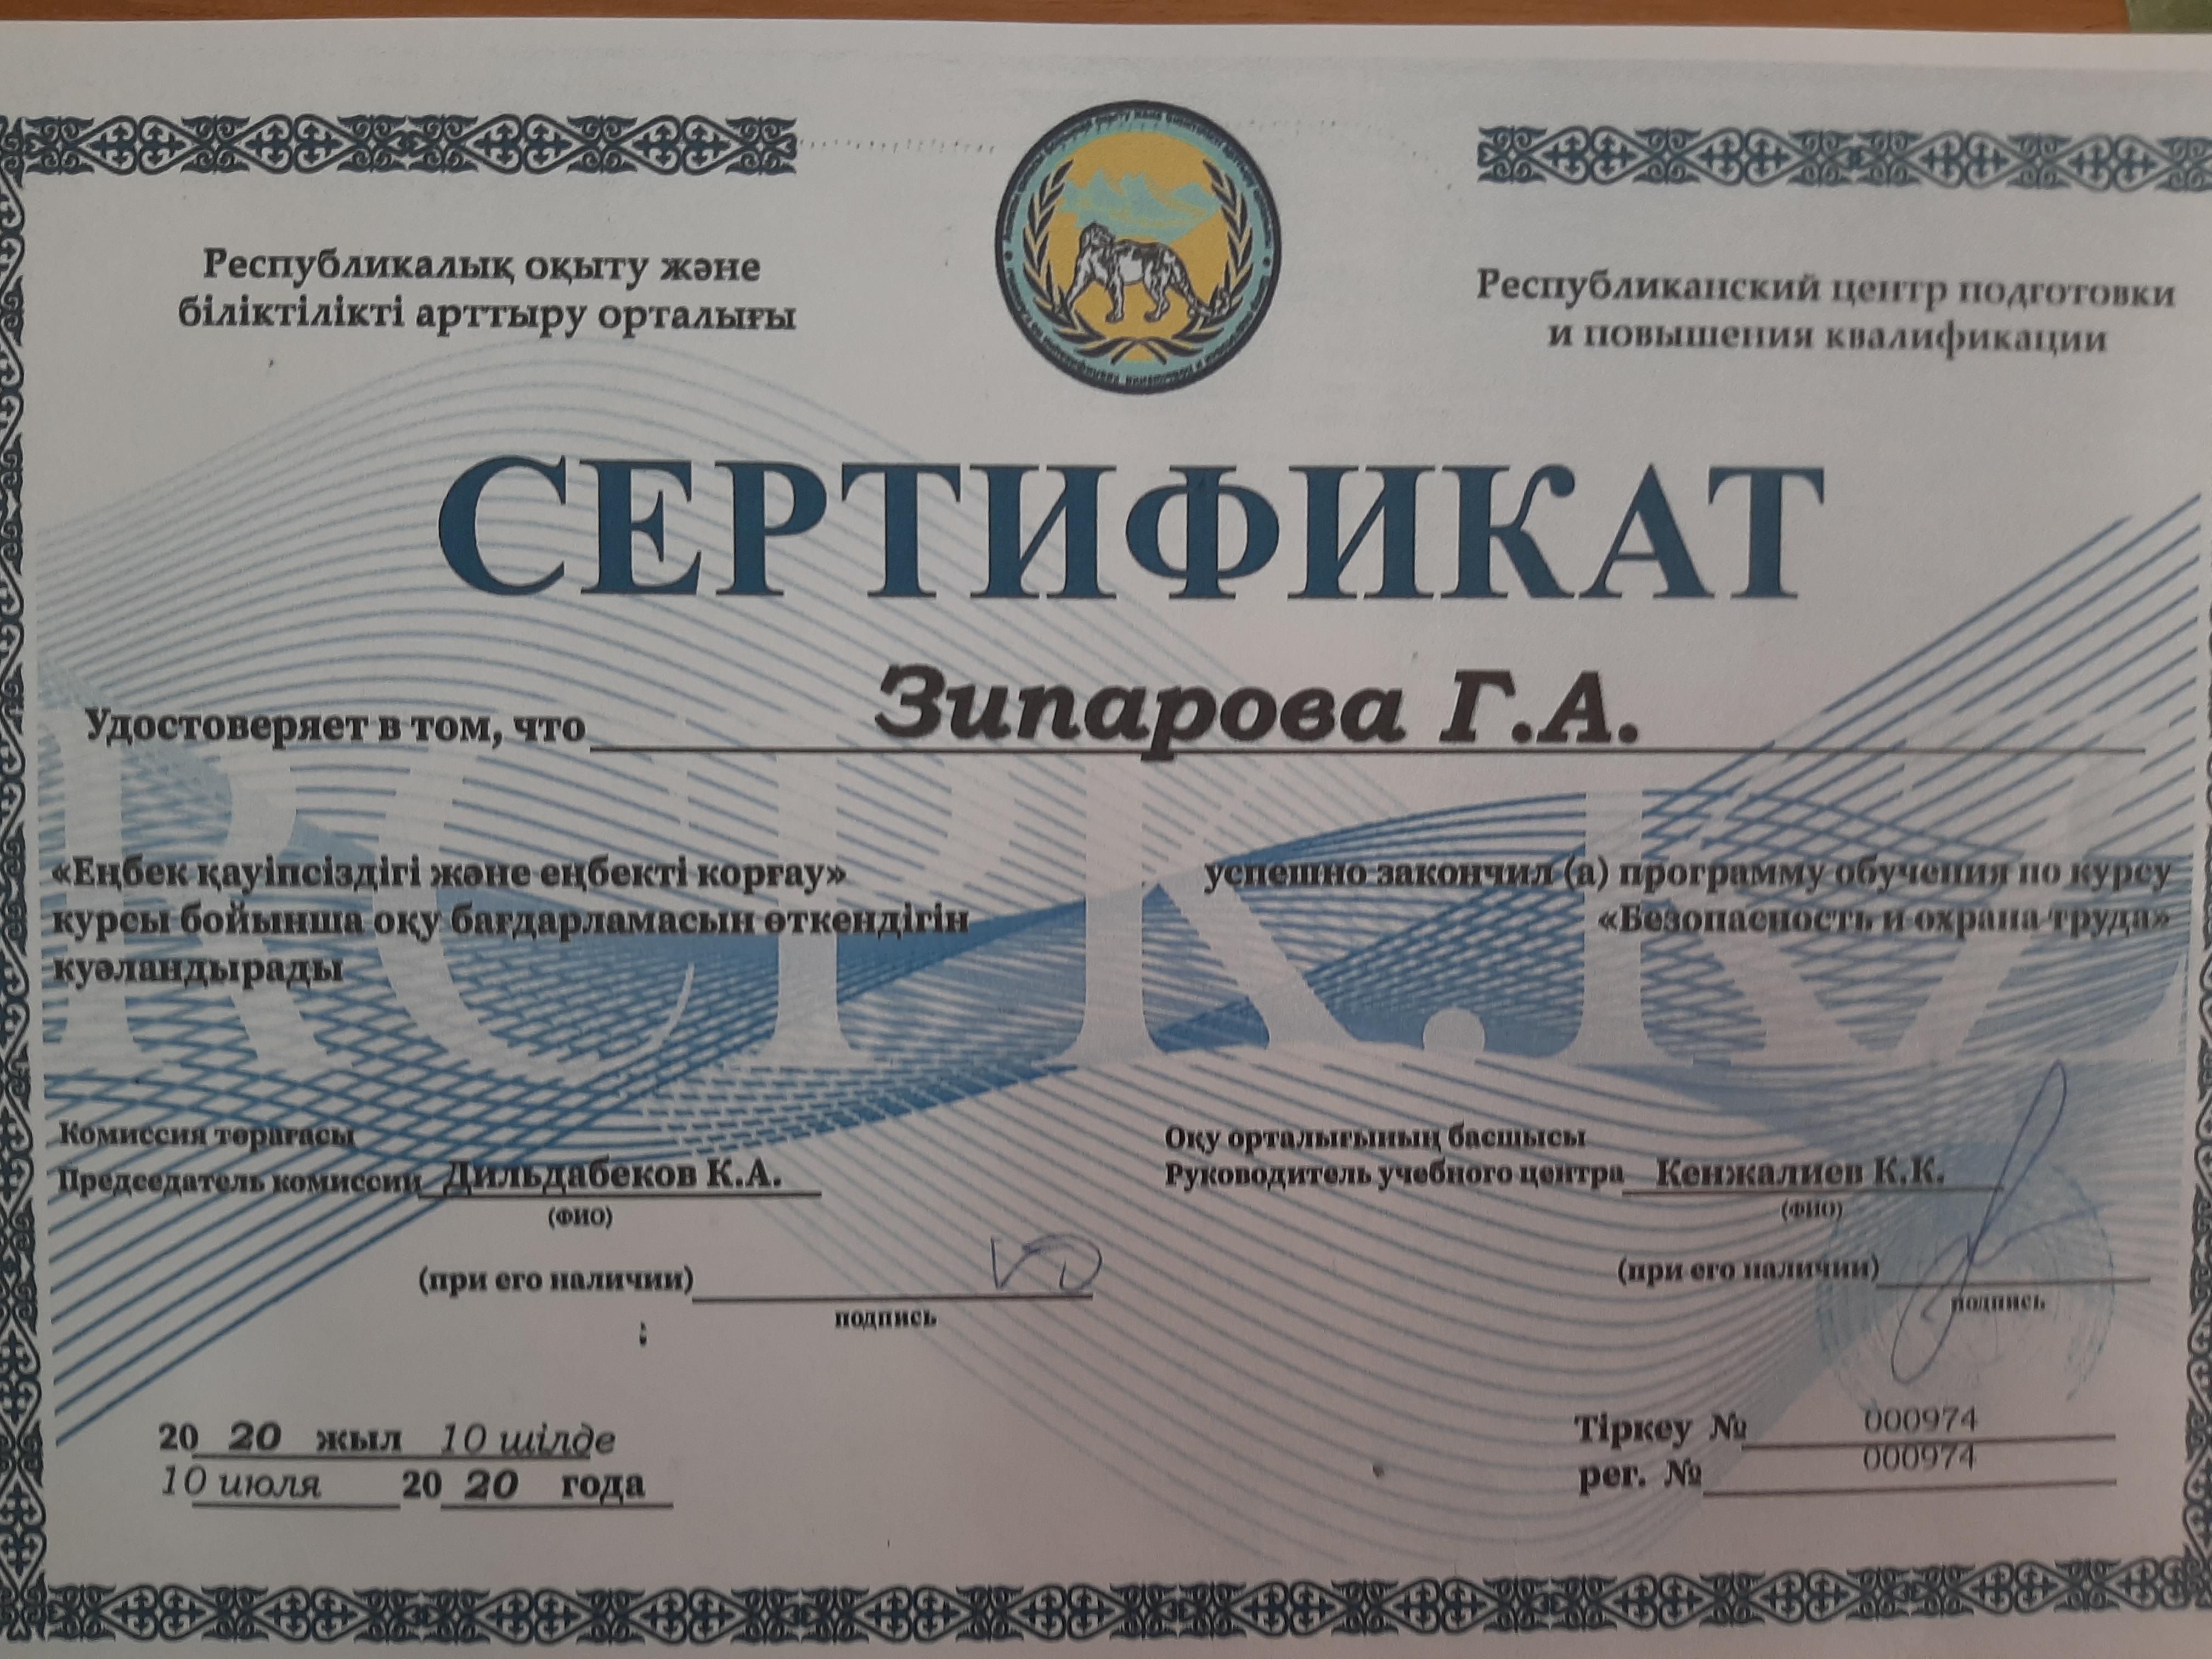 Республикалық оқыту және
біліктілікті арттыру орталығы
Республиканский центр подготовки
и повышения квалификации
СЕРТИФИКАТ
Удостоверяет в том, что Зипарова Г.А.
«Еңбек қауіпсіздігі және еңбекті корғау»
курсы бойынша оқу бағдарламасын өткендігін
куәландырады
успешно закончил (а) программу обучения по курсу
«Безопасность и охрана труда»
RCPK.KZ
Комиссия төрағасы
Председатель комиссии Дильдабеков К.А.
(ФИО)
(при его наличии)
подпись
Оқу орталығының басшысы
Руководитель учебного центра Кенжалиев К.К.
(ФИО)
(при его наличии)
подпись
20 20 жыл 10 шілде
10 июля 20 20 года
Тіркеу № 000974
рег. № 000974